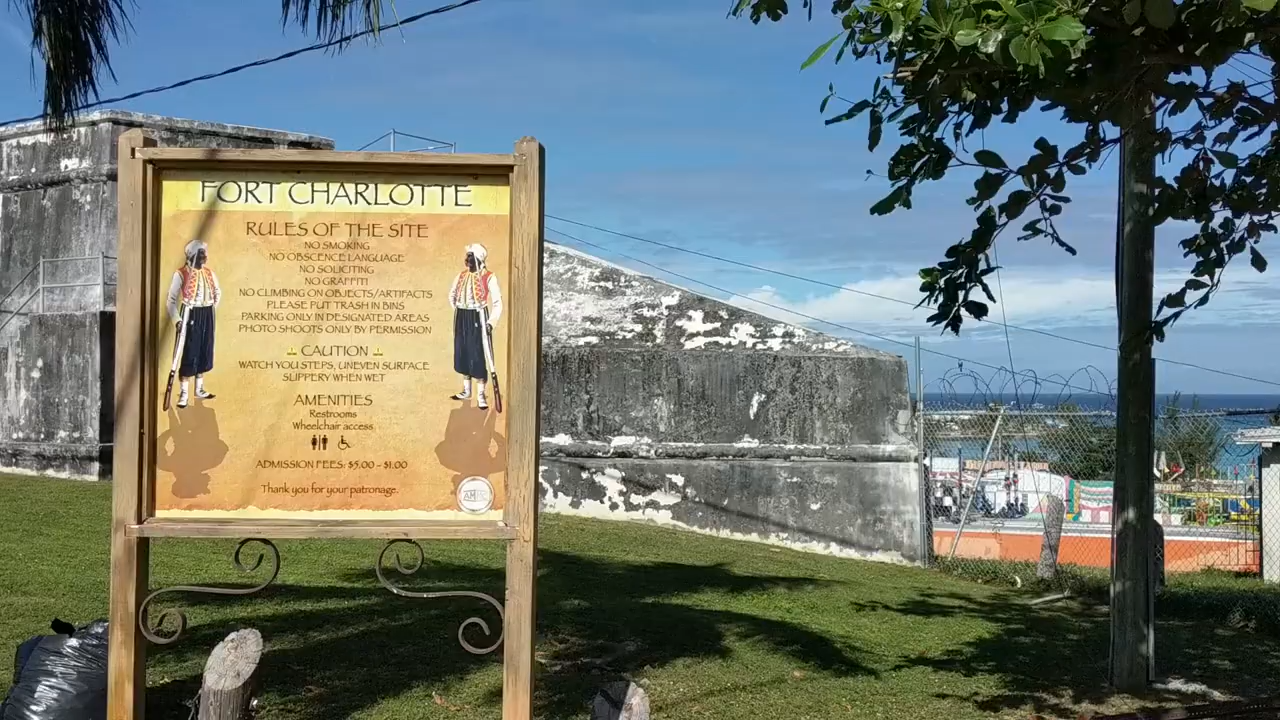 FORT CHARLOTTE
RULES OF THE SITE
NO SMOKING
NO OBSCENCE LANGUAGE
NO SOLICITING
NO GRAFFITI
NO CLIMBING ON OBJECTS/ARTIFACTS
PLEASE PUT TRASH IN BINS
PARKING ONLY IN DESIGNATED AREAS
PHOTO SHOOTS ONLY BY PERMISSION
CAUTION
WATCH YOU STEPS, UNEVEN SURFACE
SLIPPERY WHEN WET
AMENITIES
Restrooms
Wheelchair access
ADMISSION FEES: $5.00 - $1.00
Thank you for your patronage.